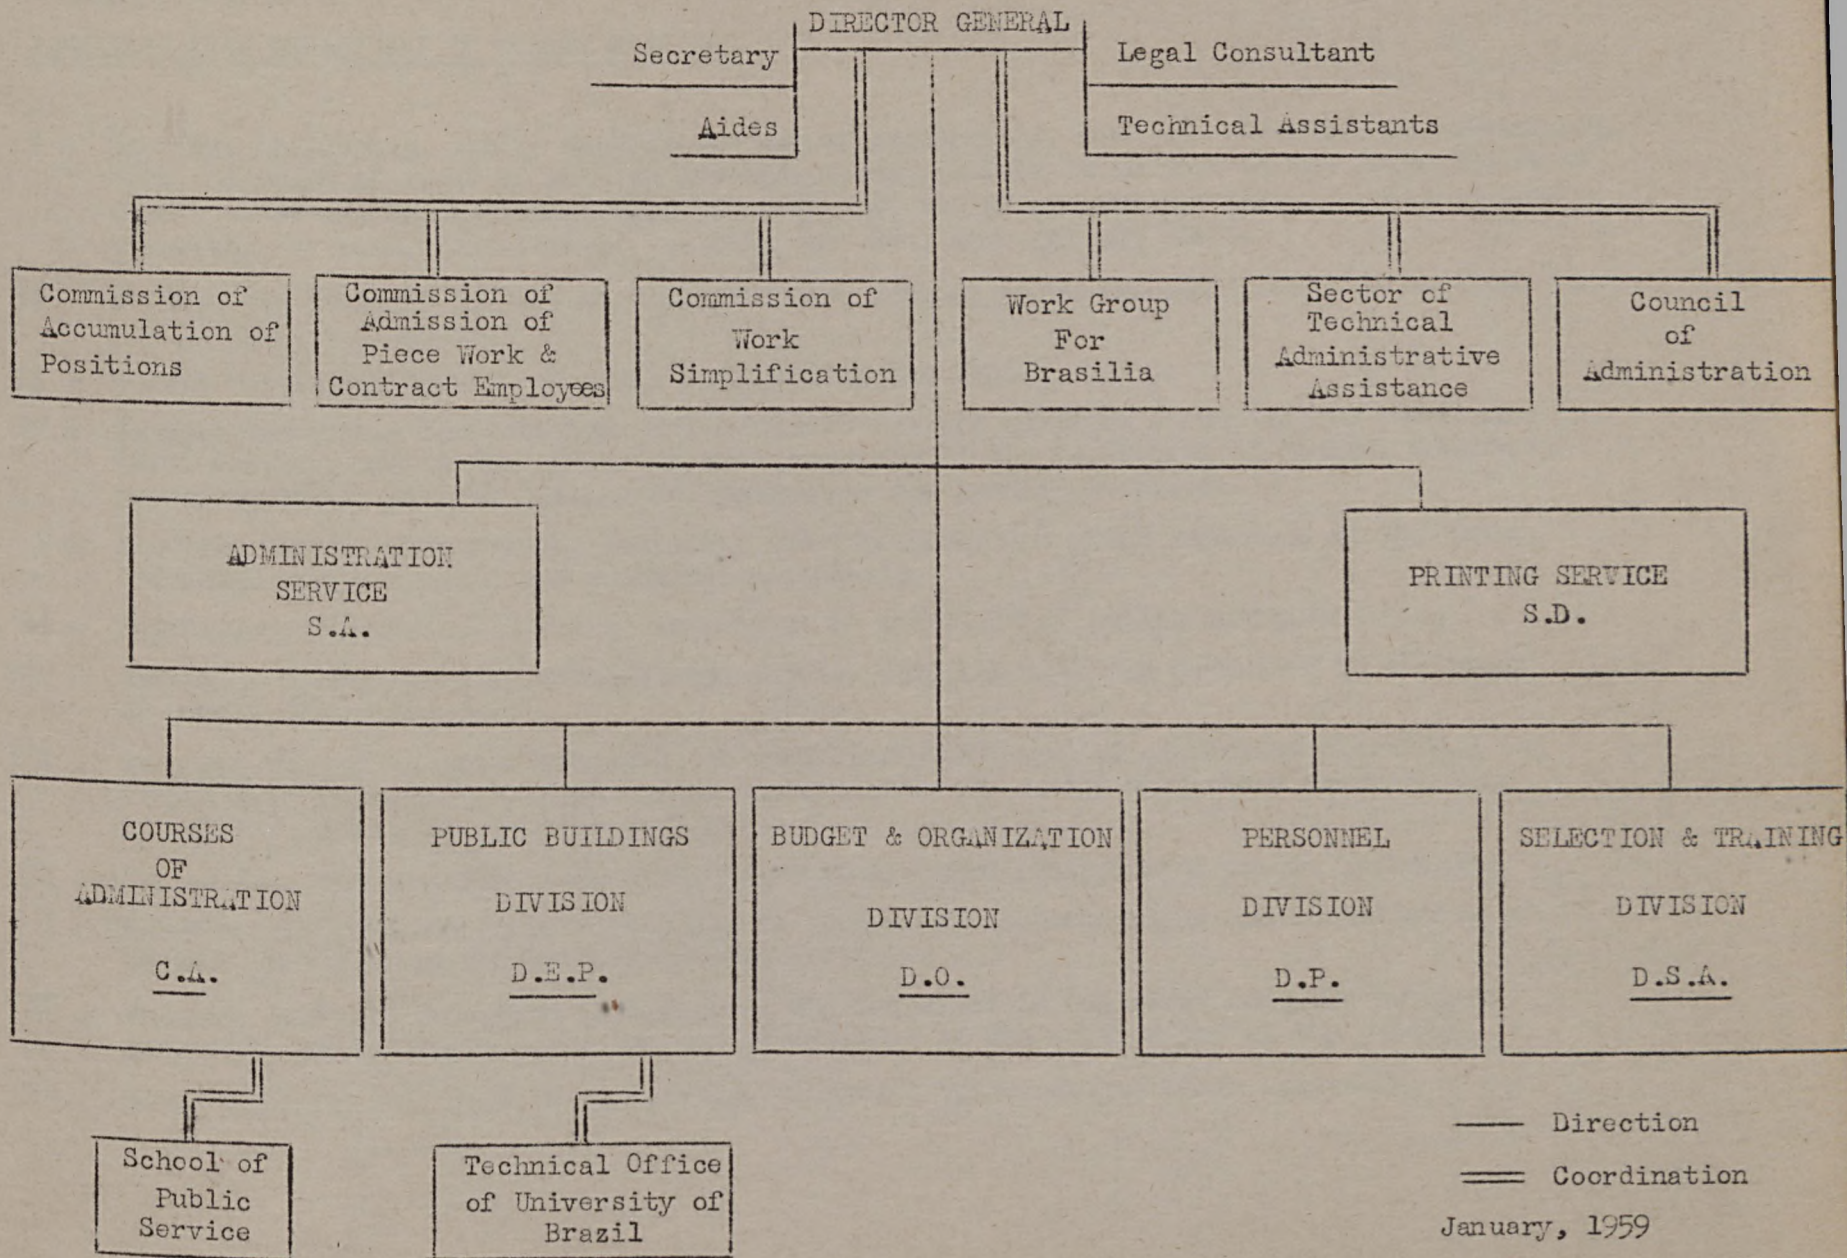 DIRECTOR GENERAL
Secretary
Aides
Legal Consultant
Technical Assistants
Commission of
Accumulation of
Positions
Commission of
Admission of
Piece Work &
Contract Employees
Commission of
Work
Simplification
Work Group
For
Brasilia
Sector of
Technical
Administrative
Assistance
Council
of
Administration
ADMINISTRATION
SERVICE
S.A.
PRINTING SERVICE
S.D.
COURSES
OF
ADMINISTRATION
C.A.
PUBLIC BUILDINGS
DIVISION
D.E.P.
BUDGET & ORGANIZATION
DIVISION
D.O.
PERSONNEL
DIVISION
D.P.
SELECTION & TRAINING
DIVISION
D.S.A.
School of
Public
Service
Technical Office
of University of
Brazil
Direction
Coordination
January, 1959